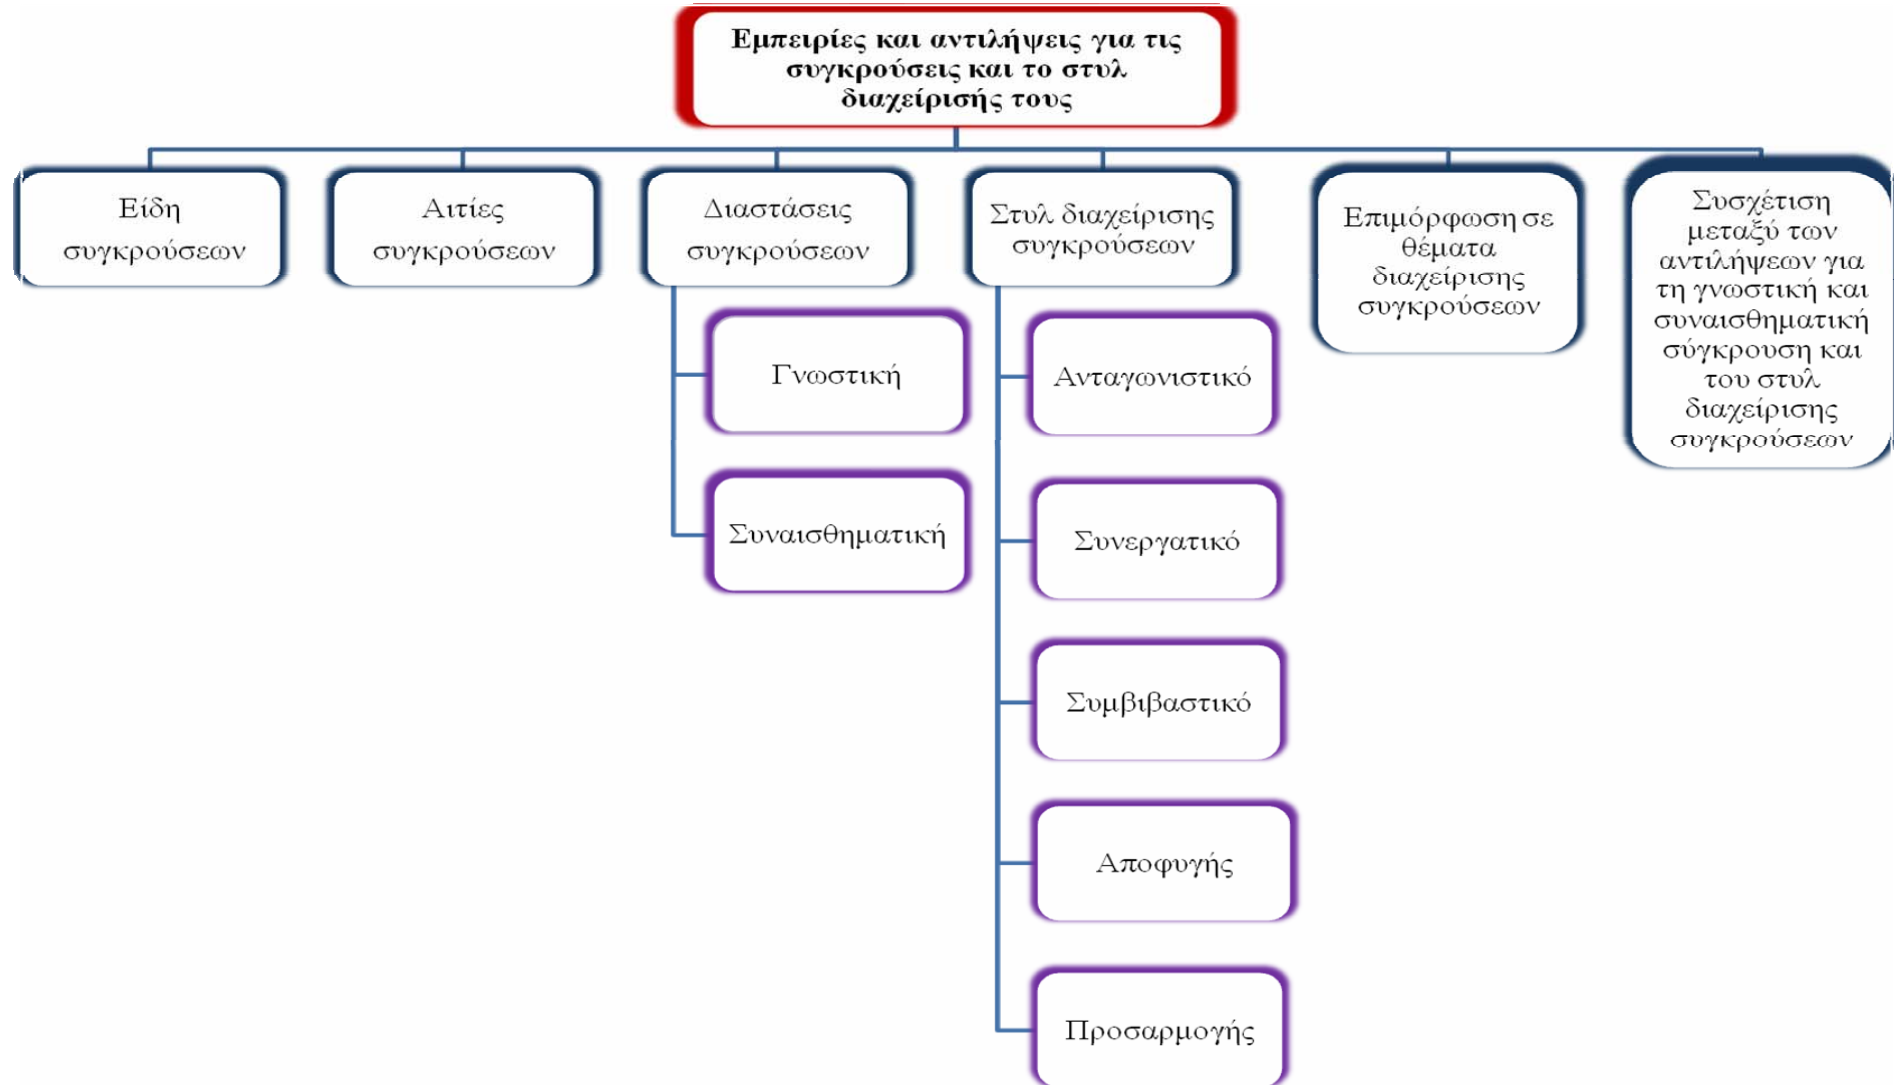 Εμπειρίες και αντιλήψεις για τις
συγκρούσεις και το στυλ
διαχείρισής τους
Είδη
συγκρούσεων
Αιτίες
συγκρούσεων
Διαστάσεις
συγκρούσεων
Στυλ διαχείρισης
συγκρούσεων
Επιμόρφωση σε
θέματα
διαχείρισης
συγκρούσεων
Συσχέτιση
μεταξύ των
αντιλήψεων για
τη γνωστική και
συναισθηματική
σύγκρουση και
του στυλ
διαχείρισης
συγκρούσεων
Γνωστική
Συναισθηματική
Ανταγωνιστικό
Συνεργατικό
Συμβιβαστικό
Αποφυγής
Προσαρμογής